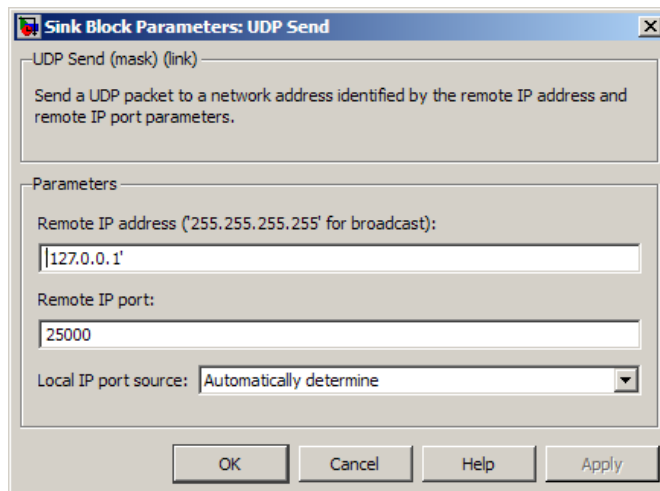 Sink Block Parameters: UDP Send
UDP Send (mask) (link)
Send a UDP packet to a network address identified by the remote IP address and
remote IP port parameters.
Parameters
Remote IP address ('255.255.255.255' for broadcast):
'127.0.0.1'
Remote IP port:
25000
Local IP port source: Automatically determine
OK Cancel Help Apply